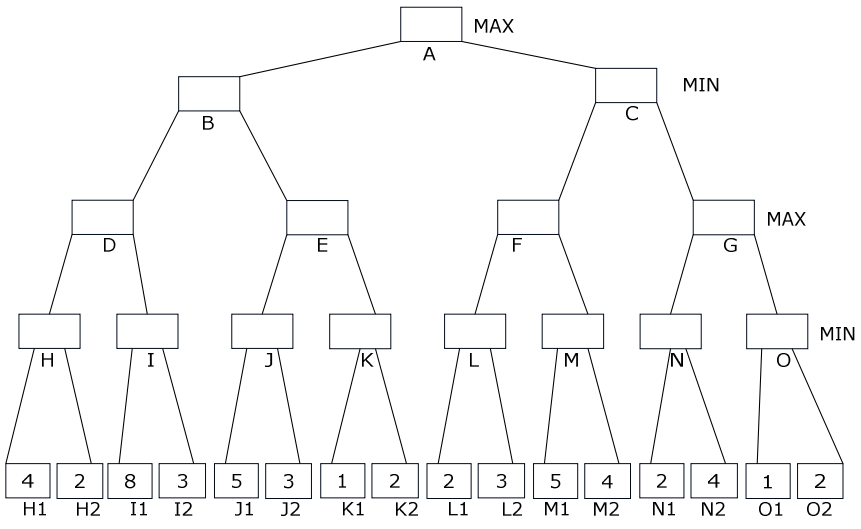 MAX
A
MIN
B C
MAX
D E F G
MIN
H I J K L M N O
4 2 8 3 5 3 1 2 2 3 5 4 2 4 1 2
H1 H2 I1 I2 J1 J2 K1 K2 L1 L2 M1 M2 N1 N2 O1 O2